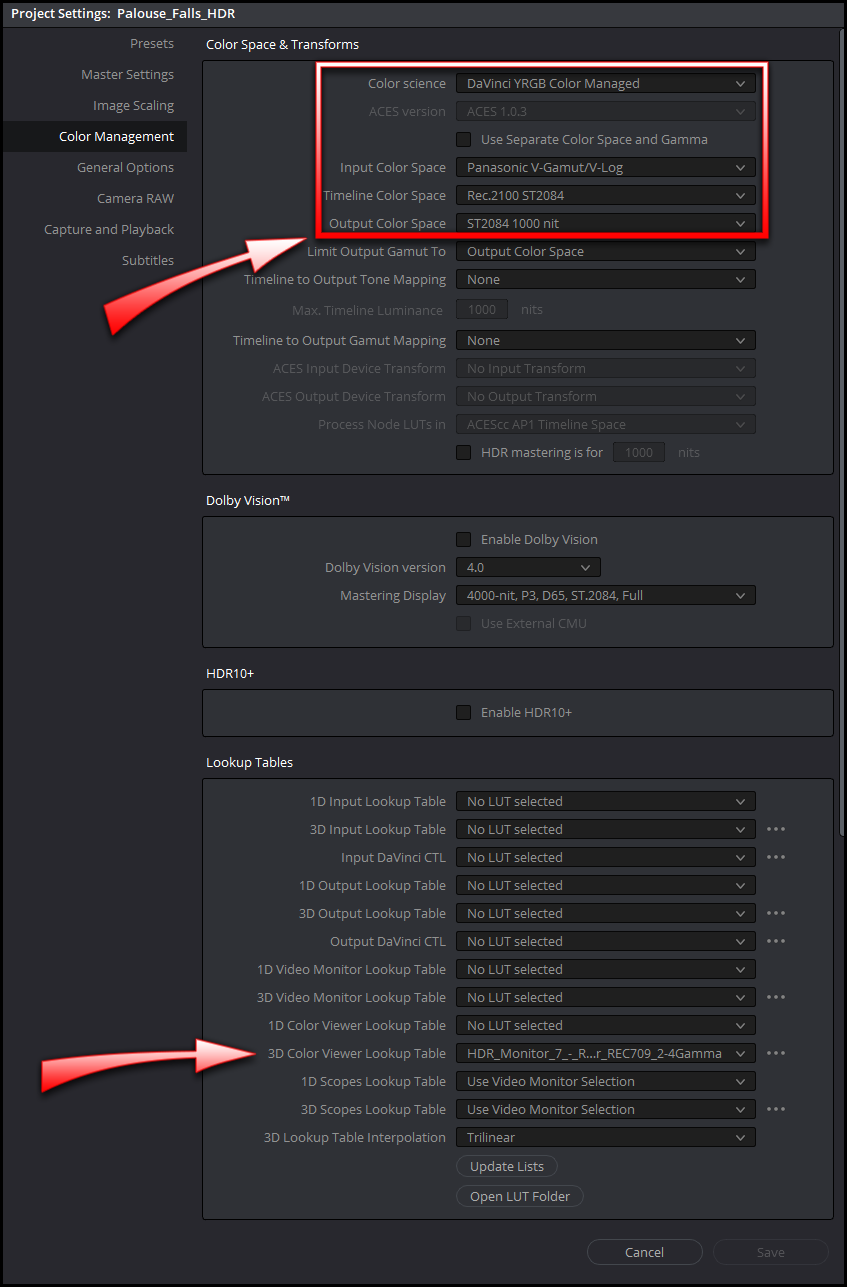 Project Settings: Palouse_Falls_HDR
Presets
Master Settings
Image Scaling
Color Management
General Options
Camera RAW
Capture and Playback
Subtitles
Color Space & Transforms
Color science DaVinci YRGB Color Managed
ACES version ACES 1.0.3
Use Separate Color Space and Gamma
Input Color Space Panasonic V-Gamut/V-Log
Timeline Color Space Rec.2100 ST2084
Output Color Space ST2084 1000 nit
Limit Output Gamut To Output Color Space
Timeline to Output Tone Mapping None
Max. Timeline Luminance 1000 nits
Timeline to Output Gamut Mapping None
ACES Input Device Transform No Input Transform
ACES Output Device Transform No Output Transform
Process Node LUTs in ACEScc AP1 Timeline Space
HDR mastering is for 1000 nits
Dolby Vision™
Enable Dolby Vision
Dolby Vision version 4.0
Mastering Display 4000-nit, P3, D65, ST.2084, Full
Use External CMU
HDR10+
Enable HDR10+
Lookup Tables
1D Input Lookup Table No LUT selected
3D Input Lookup Table No LUT selected
Input DaVinci CTL No LUT selected
1D Output Lookup Table No LUT selected
3D Output Lookup Table No LUT selected
Output DaVinci CTL No LUT selected
1D Video Monitor Lookup Table No LUT selected
3D Video Monitor Lookup Table No LUT selected
1D Color Viewer Lookup Table No LUT selected
3D Color Viewer Lookup Table HDR_Monitor_7_-_R...r_REC709_2-4Gamma
1D Scopes Lookup Table Use Video Monitor Selection
3D Scopes Lookup Table Use Video Monitor Selection
3D Lookup Table Interpolation Trilinear
Update Lists
Open LUT Folder
Cancel Save